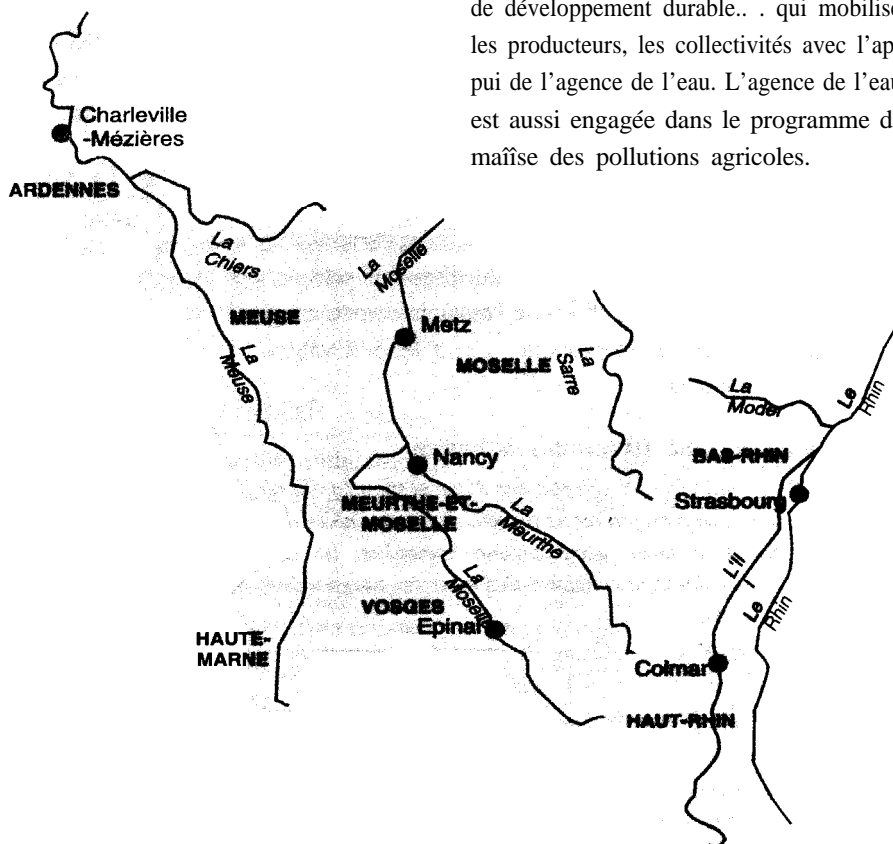 de développement durable.. . qui mobilise
les producteurs, les collectivités avec l'ap
pui de l'agence de l'eau. L'agence de l'eau
est aussi engagée dans le programme d
maîîse des pollutions agricoles.
Charleville
-Mézières
ARDENNES
La
Chiers
La
Moselle
MEUSE
La
Meuse
Metz
MOSELLE
La
Sarre
La
Moder
Le
Rhin
Nancy
BAS-RHIN
Strasbourg
MEURTHE-ET-
MOSELLE
La
Meurthe
L'Ill
La
Moselle
VOSGES
Epinal
Le
Rhin
HAUTE-
MARNE
Colmar
HAUT-RHIN